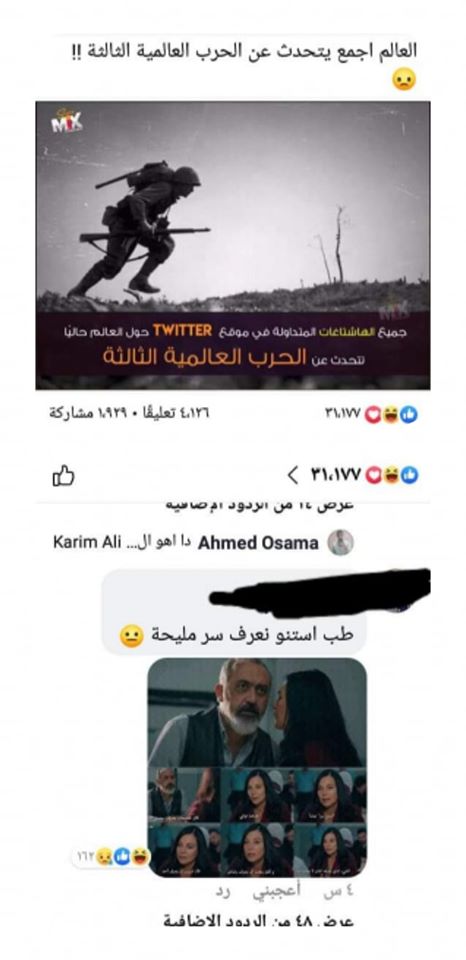 العالم اجمع يتحدث عن الحرب العالمية الثالثة !!
MiX
جميع الهاشتاغات المتداولة في موقع TWITTER حول العالم حاليًا
تتحدث عن الحرب العالمية الثالثة
٣١،١٧٧
٤،١٢٦ تعليقًا • ١،٩٢٩ مشاركة
٣١،١٧٧
عرض ١٤ من الردود الإضافية
Ahmed Osama دا اهو ال... Karim Ali
طب استنو نعرف سر مليحة
١٦٢
٤ س أعجبني رد
عرض ٤٨ من الردود الإضافية